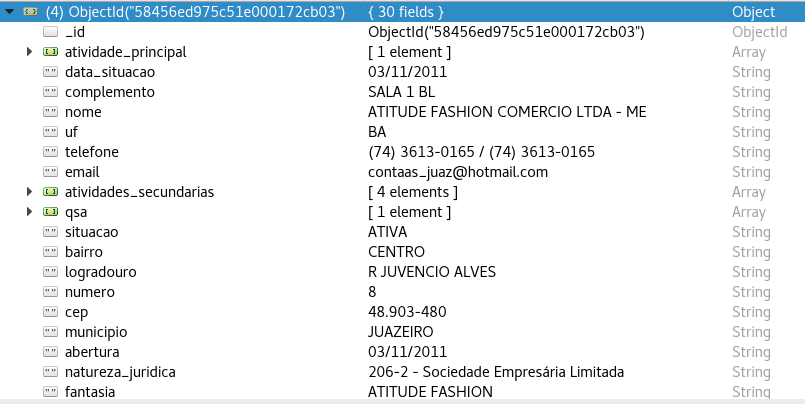 (4) ObjectId("58456ed975c51e000172cb03") { 30 fields } Object
_id ObjectId("58456ed975c51e000172cb03") ObjectId
atividade_principal [ 1 element ] Array
data_situacao 03/11/2011 String
complemento SALA 1 BL String
nome ATITUDE FASHION COMERCIO LTDA - ME String
uf BA String
telefone (74) 3613-0165 / (74) 3613-0165 String
email contaas_juaz@hotmail.com String
atividades_secundarias [ 4 elements ] Array
qsa [ 1 element ] Array
situacao ATIVA String
bairro CENTRO String
logradouro R JUVENCIO ALVES String
numero 8 String
cep 48.903-480 String
municipio JUAZEIRO String
abertura 03/11/2011 String
natureza_juridica 206-2 - Sociedade Empresária Limitada String
fantasia ATITUDE FASHION String